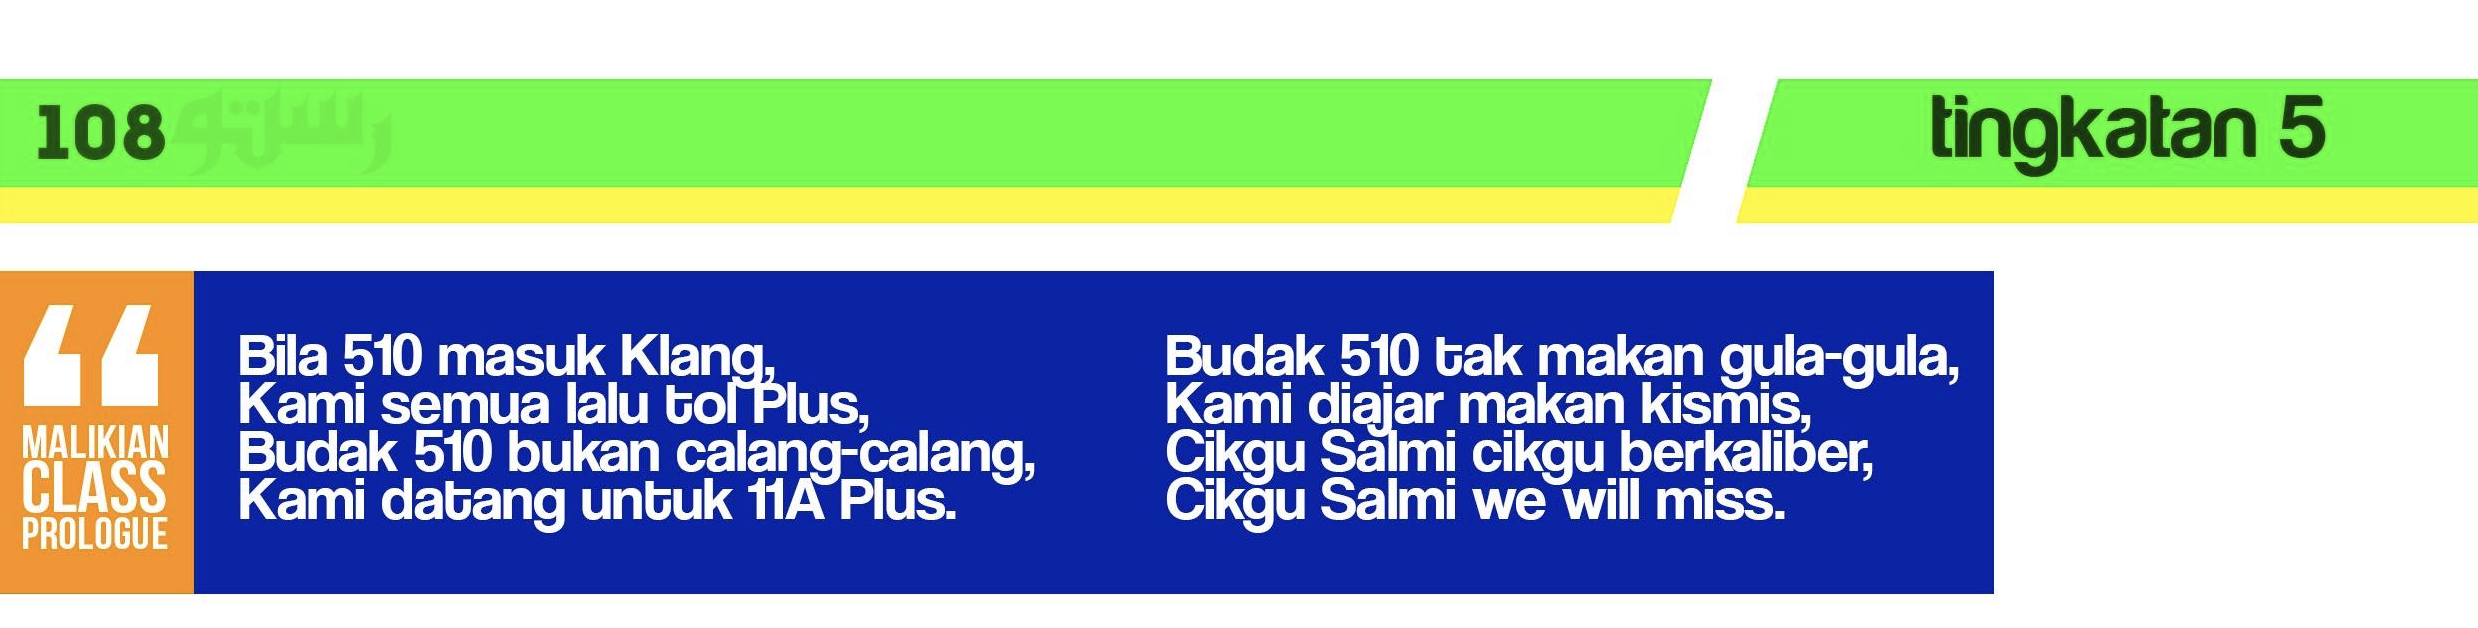 108 رستو
tingkatan 5
MALIKIAN
CLASS
PROLOGUE
Bila 510 masuk Klang,
Kami semua lalu tol Plus,
Budak 510 bukan calang-calang,
Kami datang untuk 11A Plus.
Budak 510 tak makan gula-gula,
Kami diajar makan kismis,
Cikgu Salmi cikgu berkaliber,
Cikgu Salmi we will miss.